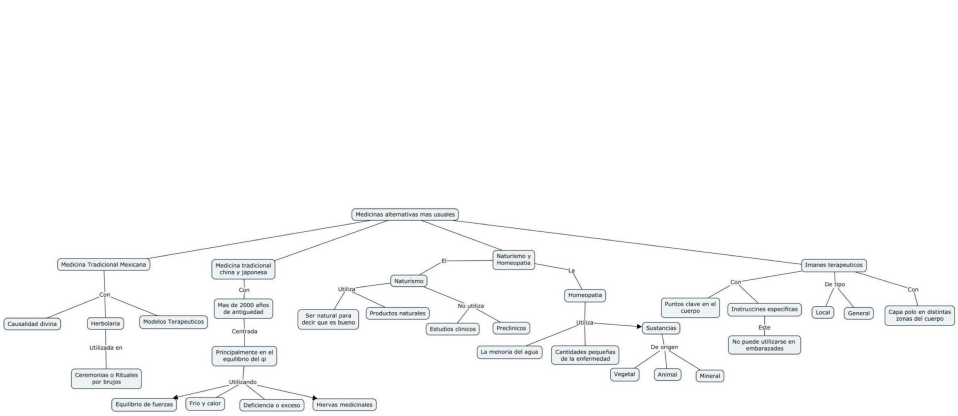 Medicinas alternativas mas usuales
Medicina Tradicional Mexicana
Con
Causalidad divina
Herbolaria
Modelos Terapeuticos
Utilizada en
Ceremonias o Rituales
por brujos
Medicina tradicional
china y japonesa
Con
Mas de 2000 años
de antiguedad
Centrada
Principalmente en el
equilibrio del qi
Utilizando
Equilibrio de fuerzas
Frio y calor
Deficiencia o exceso
Hiervas medicinales
Naturismo y
Homeopatia
El
Naturismo
Utiliza
Ser natural para
decir que es bueno
Productos naturales
No utiliza
Estudios clinicos
Preclinicos
La
Homeopatia
Utiliza
La memoria del agua
Cantidades pequeñas
de la enfermedad
Sustancias
De origen
Vegetal
Animal
Mineral
Imanes terapeuticos
Con
Puntos clave en el
cuerpo
Instruccines especificas
Este
No puede utilizarse en
embarazadas
De tipo
Local
General
Con
Capa polo en distintas
zonas del cuerpo